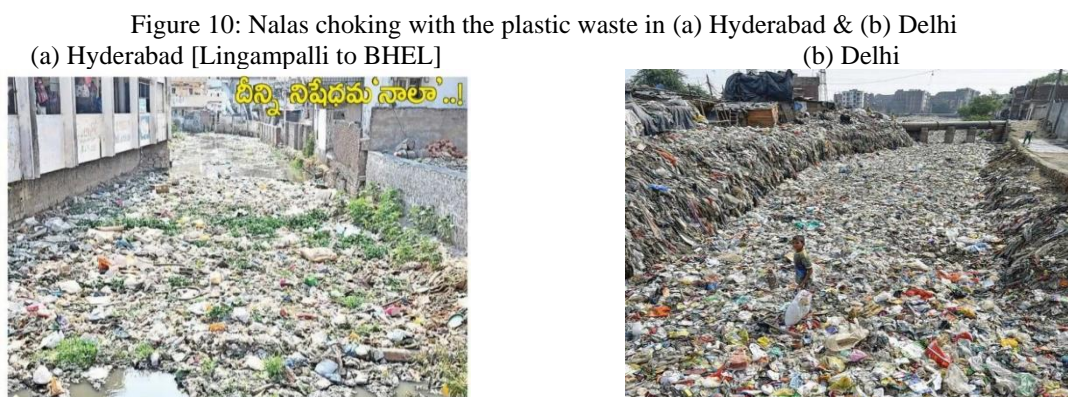 Figure 10: Nalas choking with the plastic waste in (a) Hyderabad & (b) Delhi
(a) Hyderabad [Lingampalli to BHEL]
(b) Delhi
దీన్ని నిషేధమ 'నాలా'..!